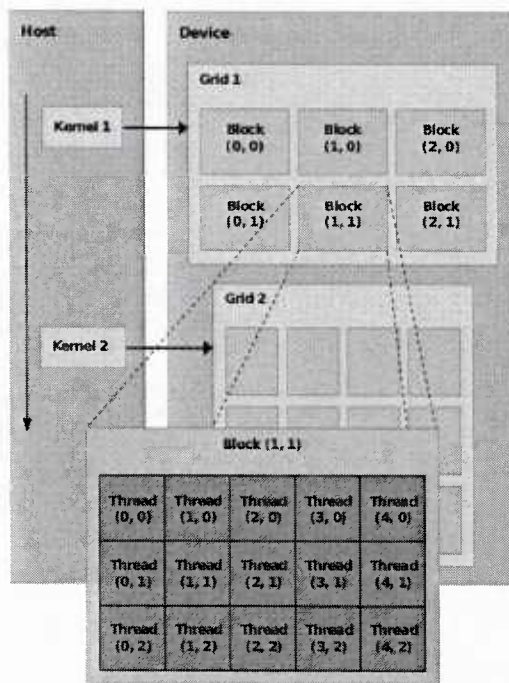 Host
Device
Grid 1
Kernel 1
Block
(0, 0)
Block
(1, 0)
Block
(2, 0)
Block
(0, 1)
Block
(1, 1)
Block
(2, 1)
Grid 2
Kernel 2
Block (1, 1)
Thread
(0, 0)
Thread
(1, 0)
Thread
(2, 0)
Thread
(3, 0)
Thread
(4, 0)
Thread
(0, 1)
Thread
(1, 1)
Thread
(2, 1)
Thread
(3, 1)
Thread
(4, 1)
Thread
(0, 2)
Thread
(1, 2)
Thread
(2, 2)
Thread
(3, 2)
Thread
(4, 2)